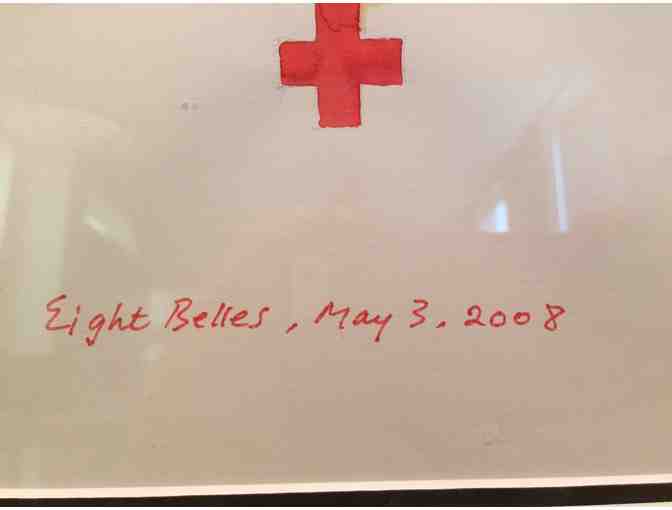 Eight Belles, May 3, 2008